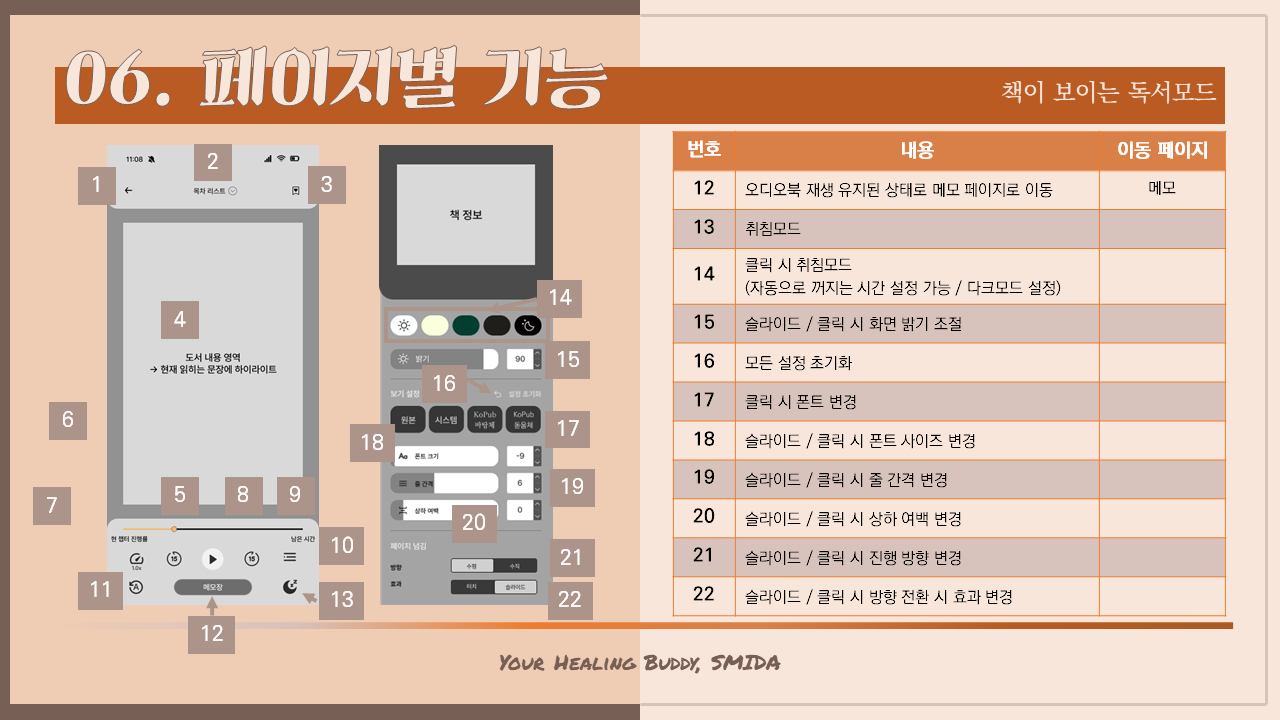 06. 페이지별 기능
책이 보이는 독서모드
11:08
1
2
3
목차 리스트
4
도서 내용 영역
→ 현재 읽히는 문장에 하이라이트
6
7
5
8
9
현 챕터 진행률
남은 시간
10
1.0x
15
15
11
A
메모장
13
12
책 정보
14
밝기
90
15
16
보기 설정
설정 초기화
원본
시스템
KoPub
바탕체
KoPub
돋움체
17
18
Aa 폰트 크기
-9
줄 간격
6
19
상하 여백
0
20
페이지 넘김
21
방향
수평
수직
효과
터치
슬라이드
22
번호 내용 이동 페이지
12 오디오북 재생 유지된 상태로 메모 페이지로 이동 메모
13 취침모드
14 클릭 시 취침모드
(자동으로 꺼지는 시간 설정 가능 / 다크모드 설정)
15 슬라이드 / 클릭 시 화면 밝기 조절
16 모든 설정 초기화
17 클릭 시 폰트 변경
18 슬라이드 / 클릭 시 폰트 사이즈 변경
19 슬라이드 / 클릭 시 줄 간격 변경
20 슬라이드 / 클릭 시 상하 여백 변경
21 슬라이드 / 클릭 시 진행 방향 변경
22 슬라이드 / 클릭 시 방향 전환 시 효과 변경
Your Healing Buddy, SMIDA